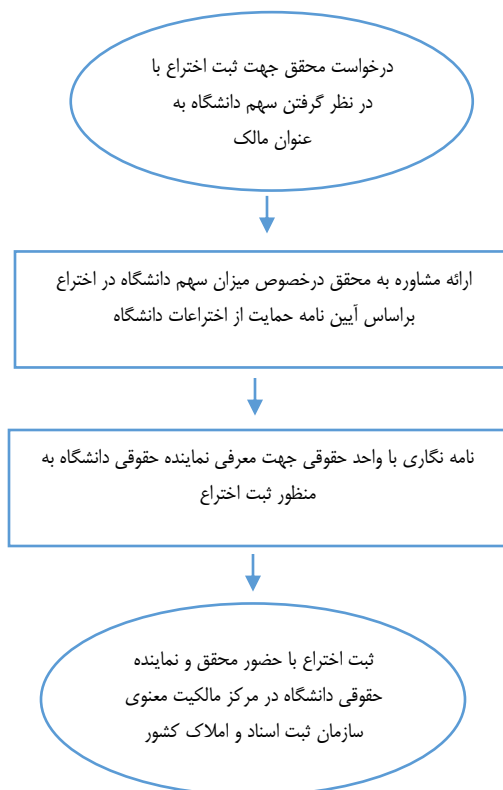 درخواست محقق جهت ثبت اختراع با
در نظر گرفتن سهم دانشگاه به
عنوان مالک
ارائه مشاوره به محقق درخصوص میزان سهم دانشگاه در اختراع
براساس آیین نامه حمایت از اختراعات دانشگاه
نامه نگاری با واحد حقوقی جهت معرفی نماینده حقوقی دانشگاه به
منظور ثبت اختراع
ثبت اختراع با حضور محقق و نماینده
حقوقی دانشگاه در مرکز مالکیت معنوی
سازمان ثبت اسناد و املاک کشور